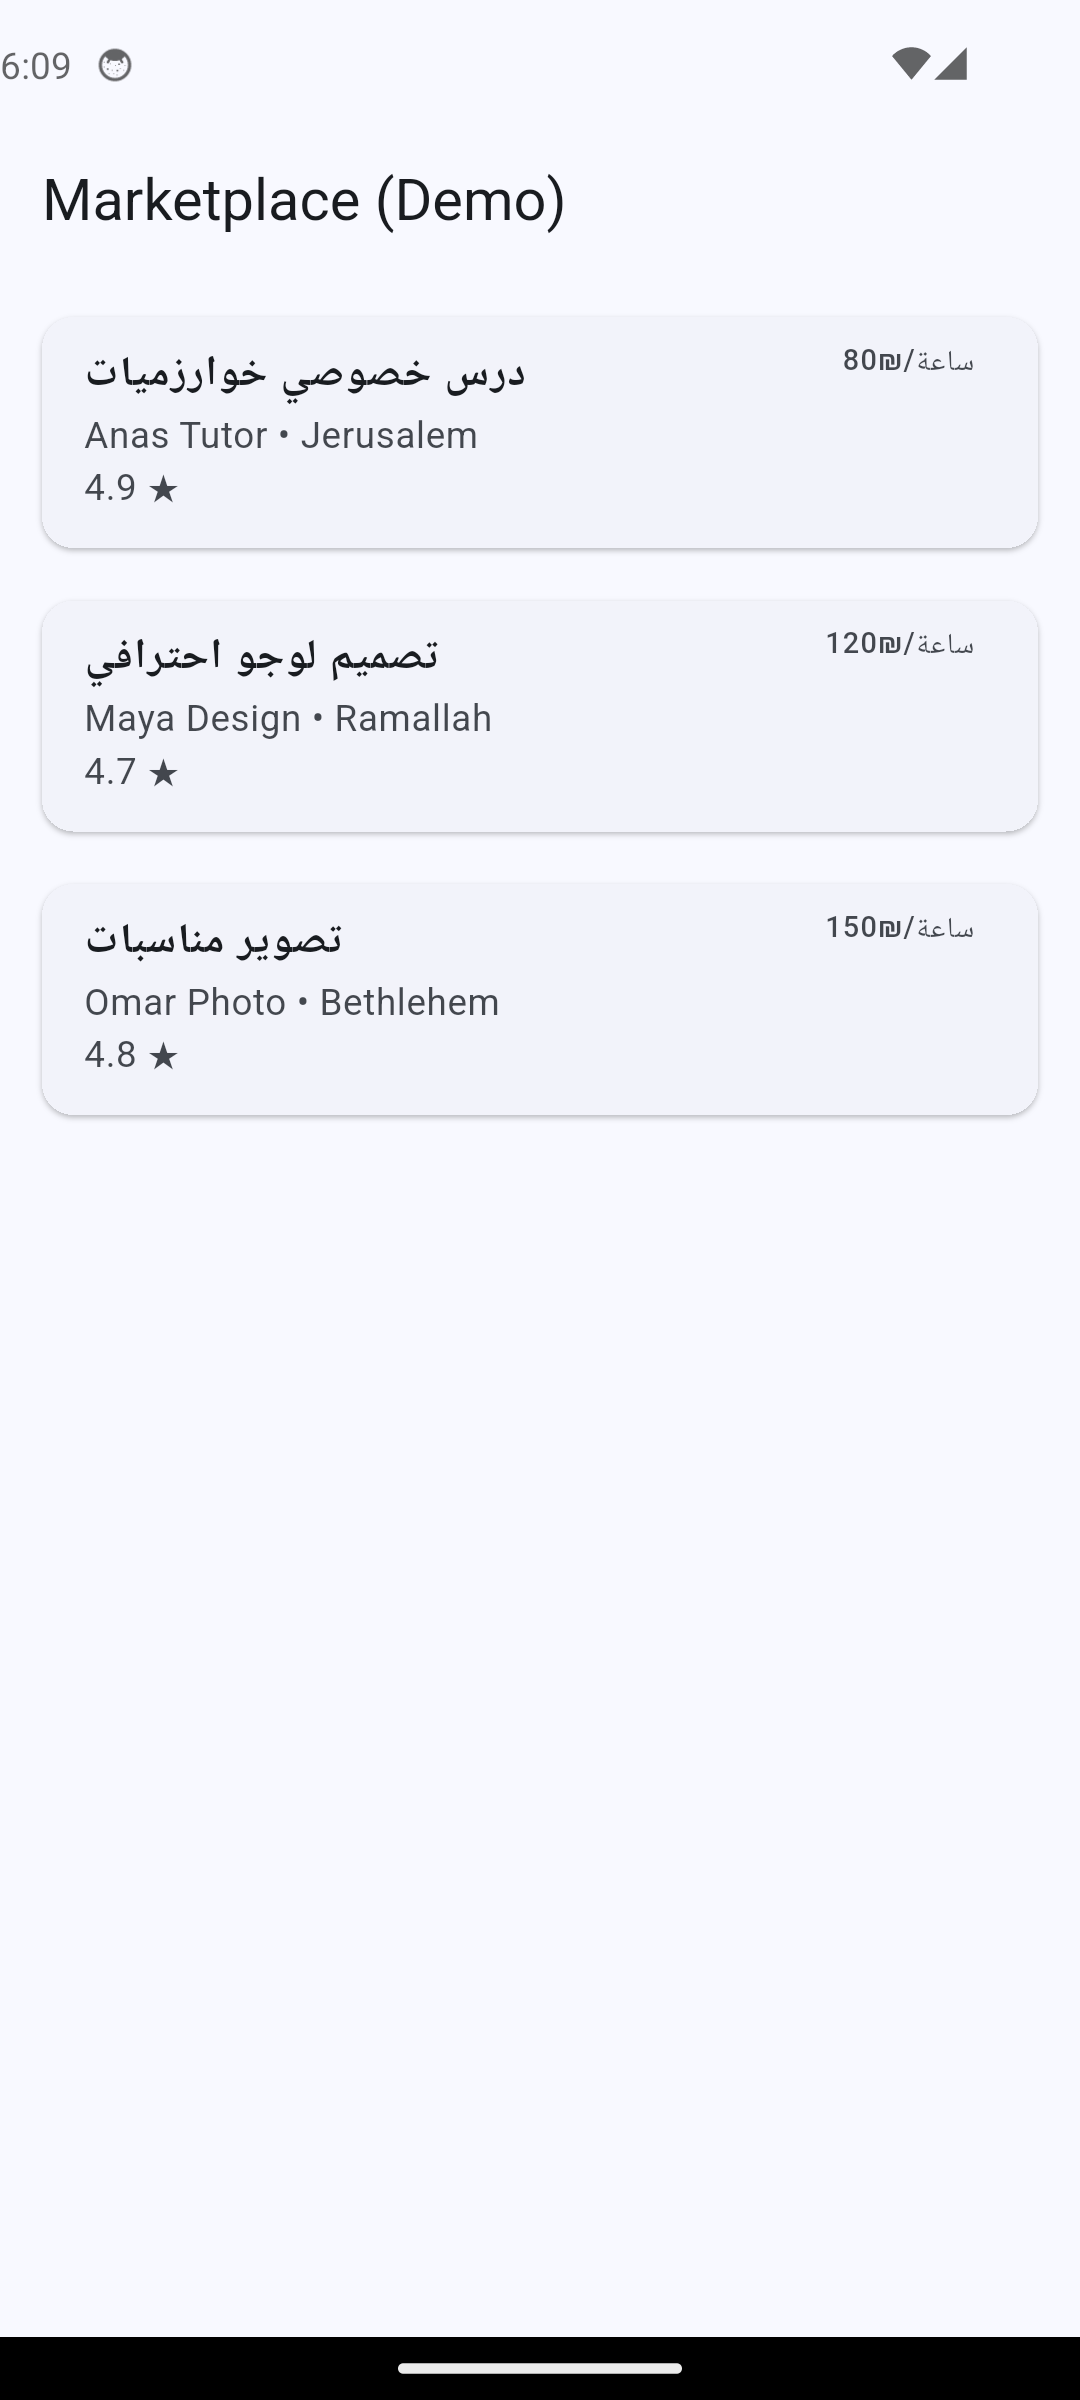 6:09
Marketplace (Demo)
درس خصوصي خوارزميات
80₪/ساعة
Anas Tutor • Jerusalem
4.9 ★
تصميم لوجو احترافي
120₪/ساعة
Maya Design • Ramallah
4.7 ★
تصوير مناسبات
150₪/ساعة
Omar Photo • Bethlehem
4.8 ★